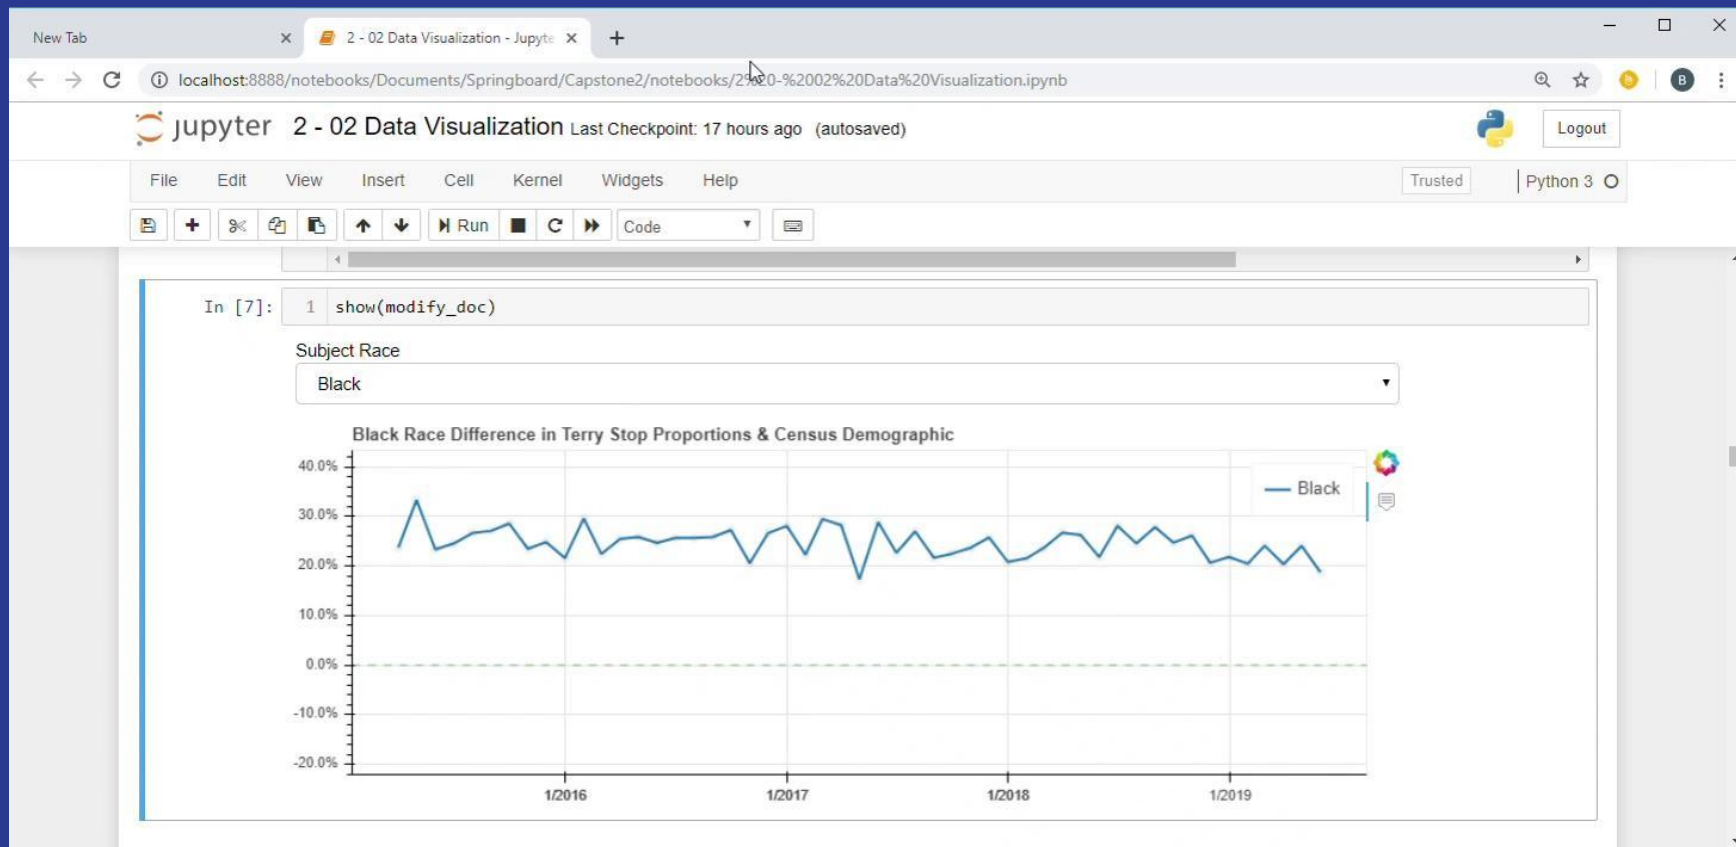 New Tab
2 - 02 Data Visualization - Jupyte
localhost:8888/notebooks/Documents/Springboard/Capstone2/notebooks/2%20-%2002%20Data%20Visualization.ipynb
B
jupyter 2 - 02 Data Visualization Last Checkpoint: 17 hours ago (autosaved)
Logout
File Edit View Insert Cell Kernel Widgets Help
Trusted
Python 3
Run
Code
In [7]: 1 show(modify_doc)
Subject Race
Black
Black Race Difference in Terry Stop Proportions & Census Demographic
40.0%
Black
30.0%
20.0%
10.0%
0.0%
-10.0%
-20.0%
1/2016 1/2017 1/2018 1/2019